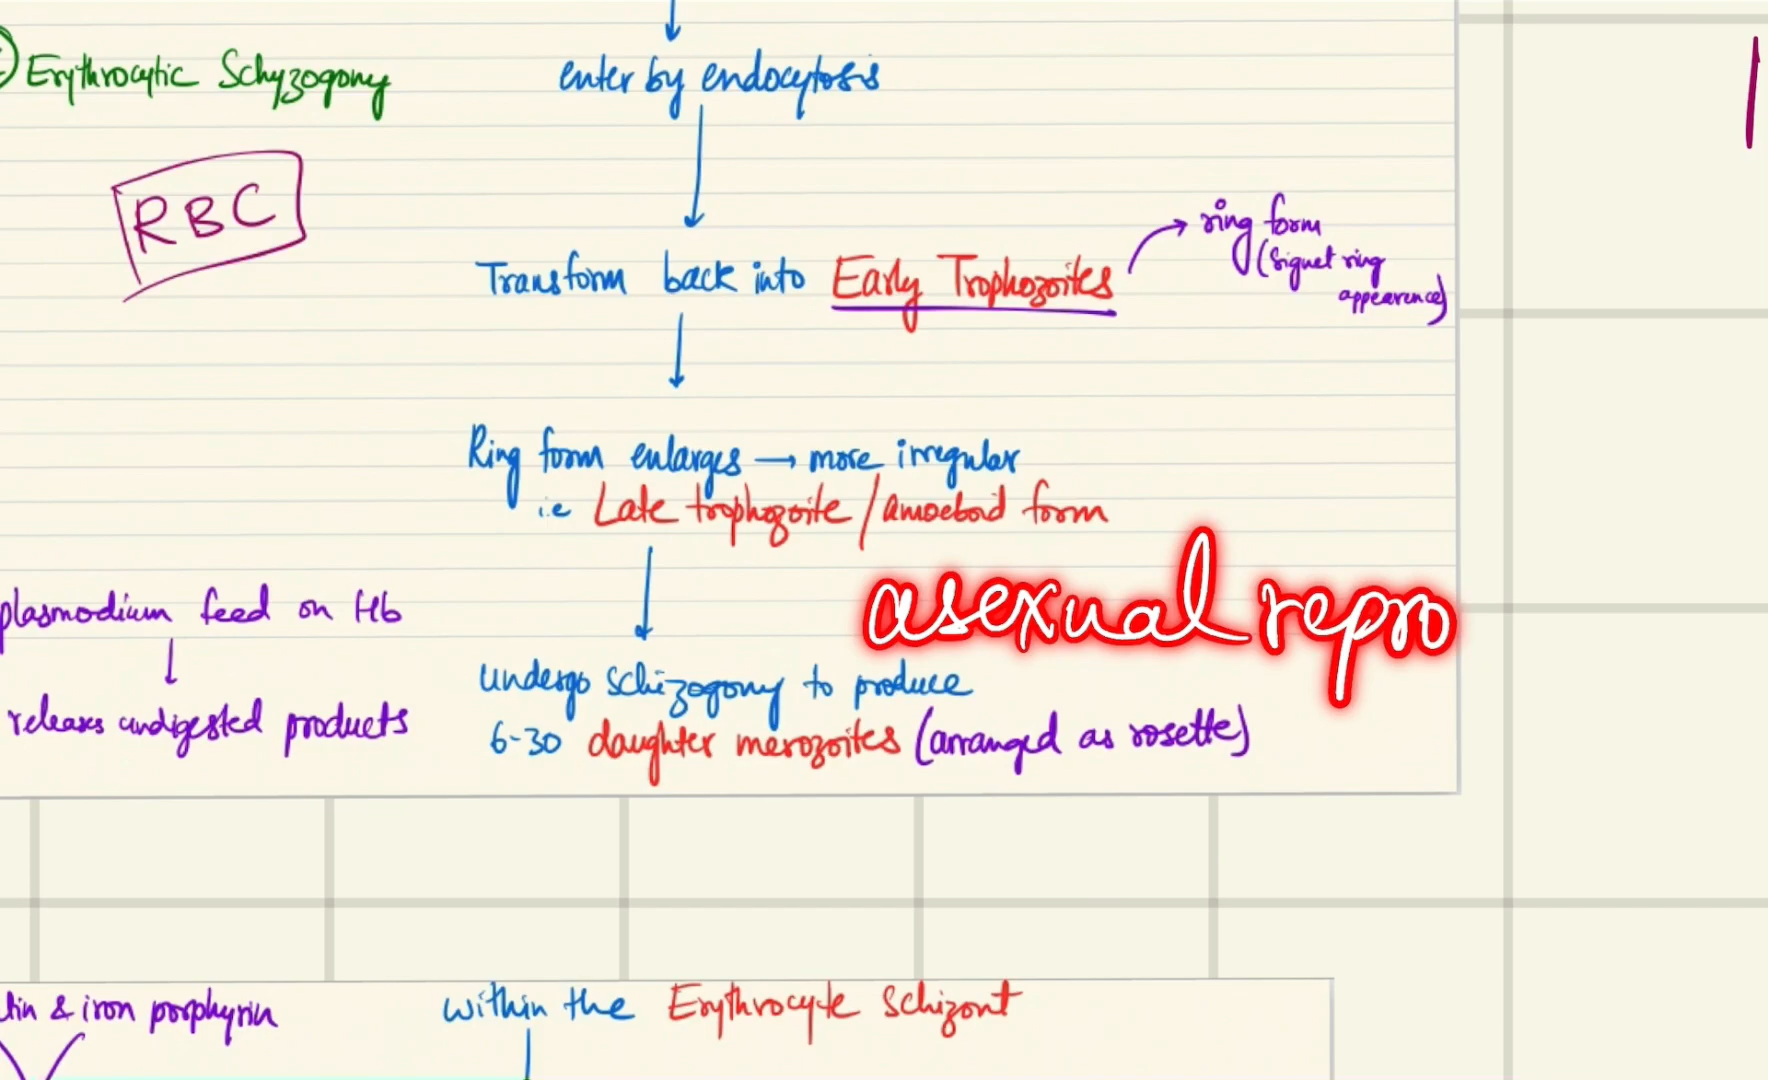 Erythrocytic Schyzogony
enter by endocytosis
RBC
ring form
(Signet ring
appearence)
Transform back into Early Trophozoites
Ring form enlarges → more irregular
i.e Late trophozoite / amoeboid form
asexual repro
plasmodium feed on Hb
undergo schizogony to produce
releases undigested products
6-30 daughter merozoites (arranged as rosette)
& iron porphyrin
within the Erythrocyte Schizont